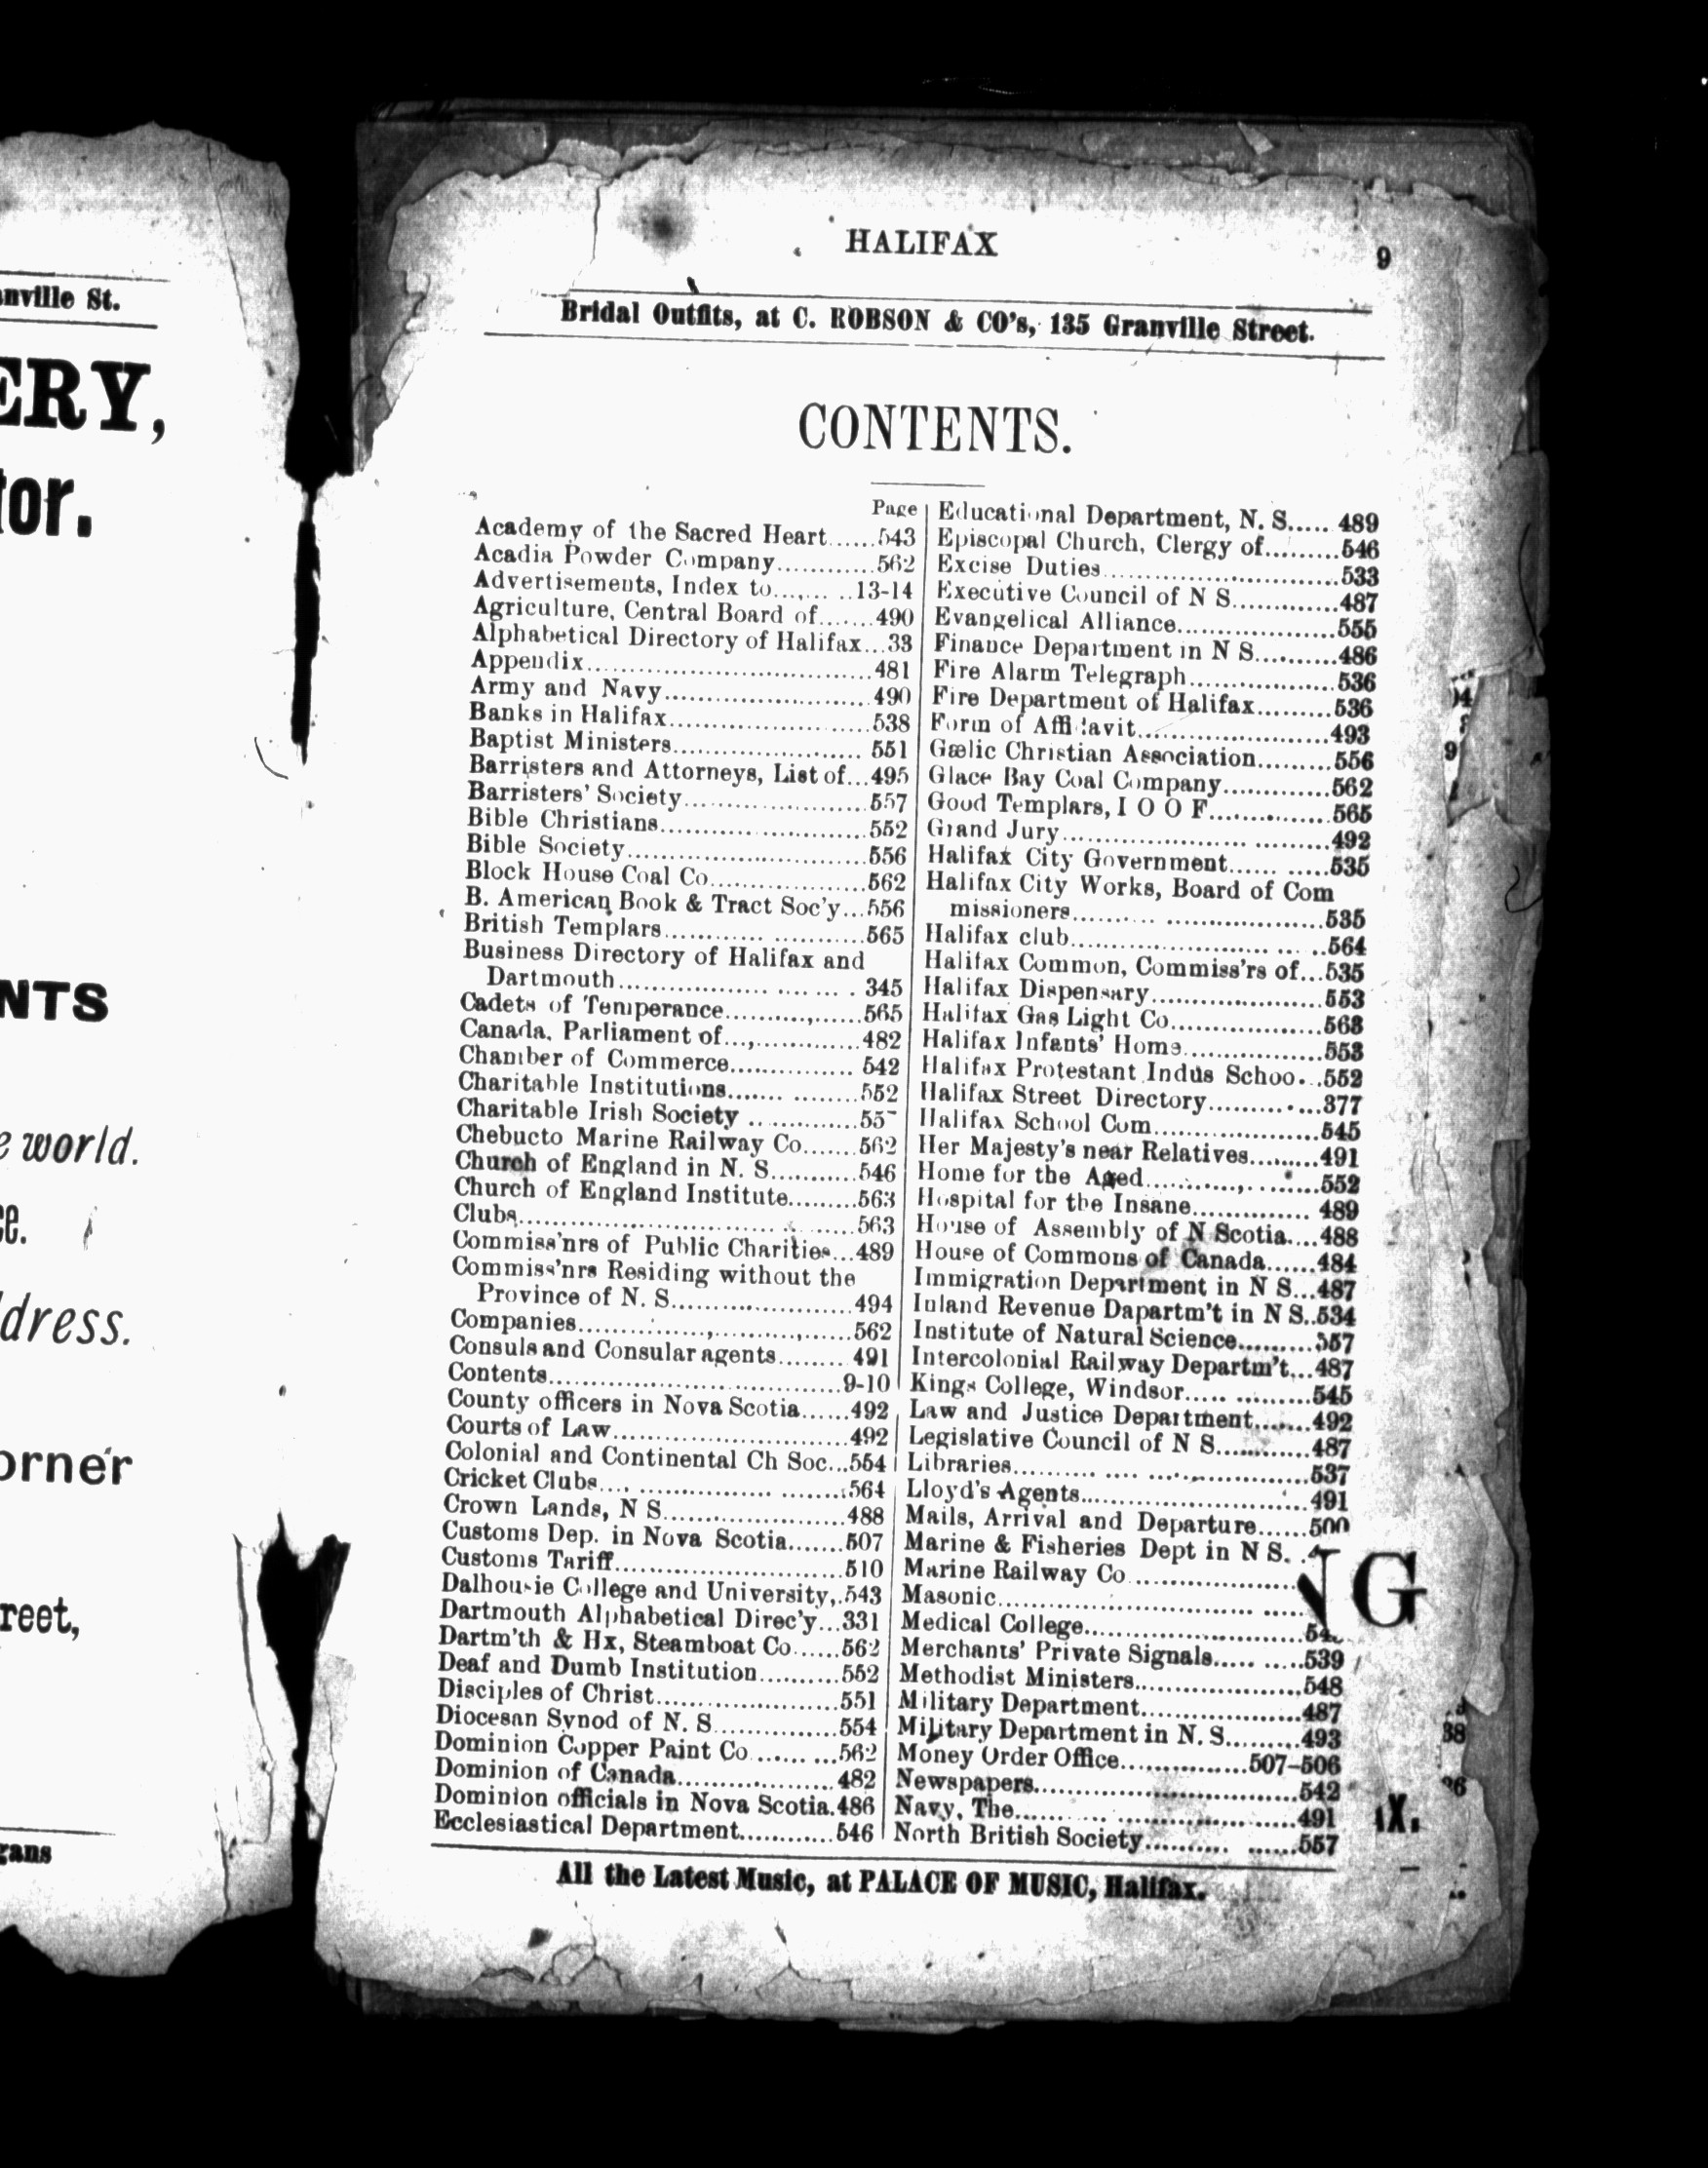 nville St.
ERY,
tor.
NTS
e world.
ce.
ddress.
orner
reet,
gans
HALIFAX
9
Bridal Outfits, at C. ROBSON & CO's, 135 Granville Street.
CONTENTS.
Page
Academy of the Sacred Heart......543
Acadia Powder Company............562
Advertisements, Index to...,... ..13-14
Agriculture, Central Board of.......490
Alphabetical Directory of Halifax...33
Appendix.................................481
Army and Navy........................490
Banks in Halifax........................538
Baptist Ministers...................... 551
Barristers and Attorneys, List of...495
Barristers' Society......................557
Bible Christians........................552
Bible Society............................556
Block House Coal Co...................562
B. American Book & Tract Soc'y...556
British Templars............ ...........565
Business Directory of Halifax and
Dartmouth.................. ... ... . 345
Cadets of Temperance..........,......565
Canada, Parliament of...,.............482
Chamber of Commerce............... 542
Charitable Institutions....... ........552
Charitable Irish Society .. ...........55
Chebucto Marine Railway Co.......562
Church of England in N. S...........546
Church of England Institute.........563
Clubs.....................................563
Commiss'nrs of Public Charities...489
Commiss'nrs Residing without the
Province of N. S......................494
Companies...............,..........,......562
Consuls and Consular agents........ 491
Contents..................................9-10
County officers in Nova Scotia......492
Courts of Law............................492
Colonial and Continental Ch Soc...554
Cricket Clubs...., ................. ........564
Crown Lands, N S......................488
Customs Dep. in Nova Scotia.......507
Customs Tariff...........................510
Dalhousie College and University,.543
Dartmouth Alphabetical Direc'y...331
Dartm'th & Hx, Steamboat Co......562
Deaf and Dumb Institution..........552
Disciples of Christ......................551
Diocesan Synod of N. S...............554
Dominion Copper Paint Co....... ...562
Dominion of Canada...................482
Dominion officials in Nova Scotia.486
Ecclesiastical Department............546
Educational Department, N. S..... 489
Episcopal Church, Clergy of.........546
Excise Duties............................533
Executive Council of N S.............487
Evangelical Alliance...................555
Finance Department in N S..........486
Fire Alarm Telegraph..................536
Fire Department of Halifax.........536
Form of Affidavit.......................493
Gælic Christian Association.........556
Glace Bay Coal Company.............562
Good Templars, I O O F..............565
Grand Jury...................... .........492
Halifax City Government...... ......535
Halifax City Works, Board of Com
missioners.......... ...................535
Halifax club........................ .. ...564
Halifax Common, Commiss'rs of...535
Halifax Dispensary.....................553
Halifax Gas Light Co..................563
Halifax Infants' Home.................553
Halifax Protestant Indus Schoo. ..552
Halifax Street Directory..............377
Halifax School Com....................545
Her Majesty's near Relatives.........491
Home for the Aged...........,. .......552
Hospital for the Insane.............. 489
House of Assembly of N Scotia....488
House of Commons of Canada......484
Immigration Department in N S...487
Inland Revenue Dapartm't in N S..534
Institute of Natural Science.........557
Intercolonial Railway Departm't...487
Kings College, Windsor..... .........545
Law and Justice Department.......492
Legislative Council of N S...........487
Libraries.......... .... ..................537
Lloyd's Agents..........................491
Mails, Arrival and Departure......500
Marine & Fisheries Dept in N S. .
Marine Railway Co....................
Masonic............................ .....
Medical College..........................54
Merchants' Private Signals..... .....539
Methodist Ministers....................548
Military Department...................487
Military Department in N. S.........493
Money Order Office...............507-506
Newspapers..............................542
Navy, The.......... ...................491
North British Society.......... .......557
All the Latest Music, at PALACE OF MUSIC, Halifax.
NG
X.